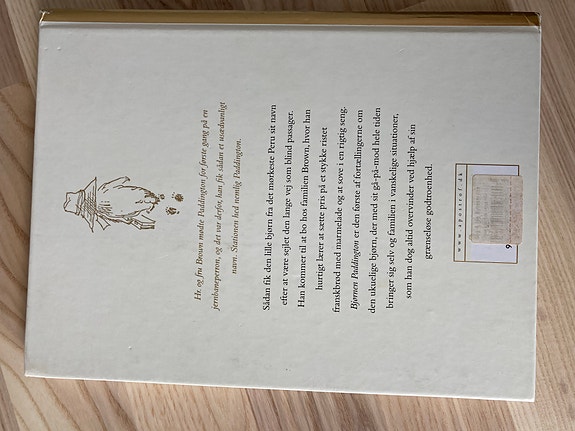 Hr. og fru Brown mødte Paddington for første gang på en
jernbaneperron, og det var derfor, han fik sådan et usædvanligt
navn. Stationen hed nemlig Paddington.
Sådan fik den lille bjørn fra det mørkeste Peru sit navn
efter at være sejlet den lange vej som blind passager.
Han kommer til at bo hos familien Brown, hvor han
hurtigt lærer at sætte pris på et stykke ristet
franskbrød med marmelade og at sove i en rigtig seng.
Bjørnen Paddington er den første af fortællingerne om
den ukuelige bjørn, der med sit gå-på-mod hele tiden
bringer sig selv og familien i vanskelige situationer,
som han dog altid overvinder ved hjælp af sin
grænseløse godtroenhed.
www.apostrof.dk
9